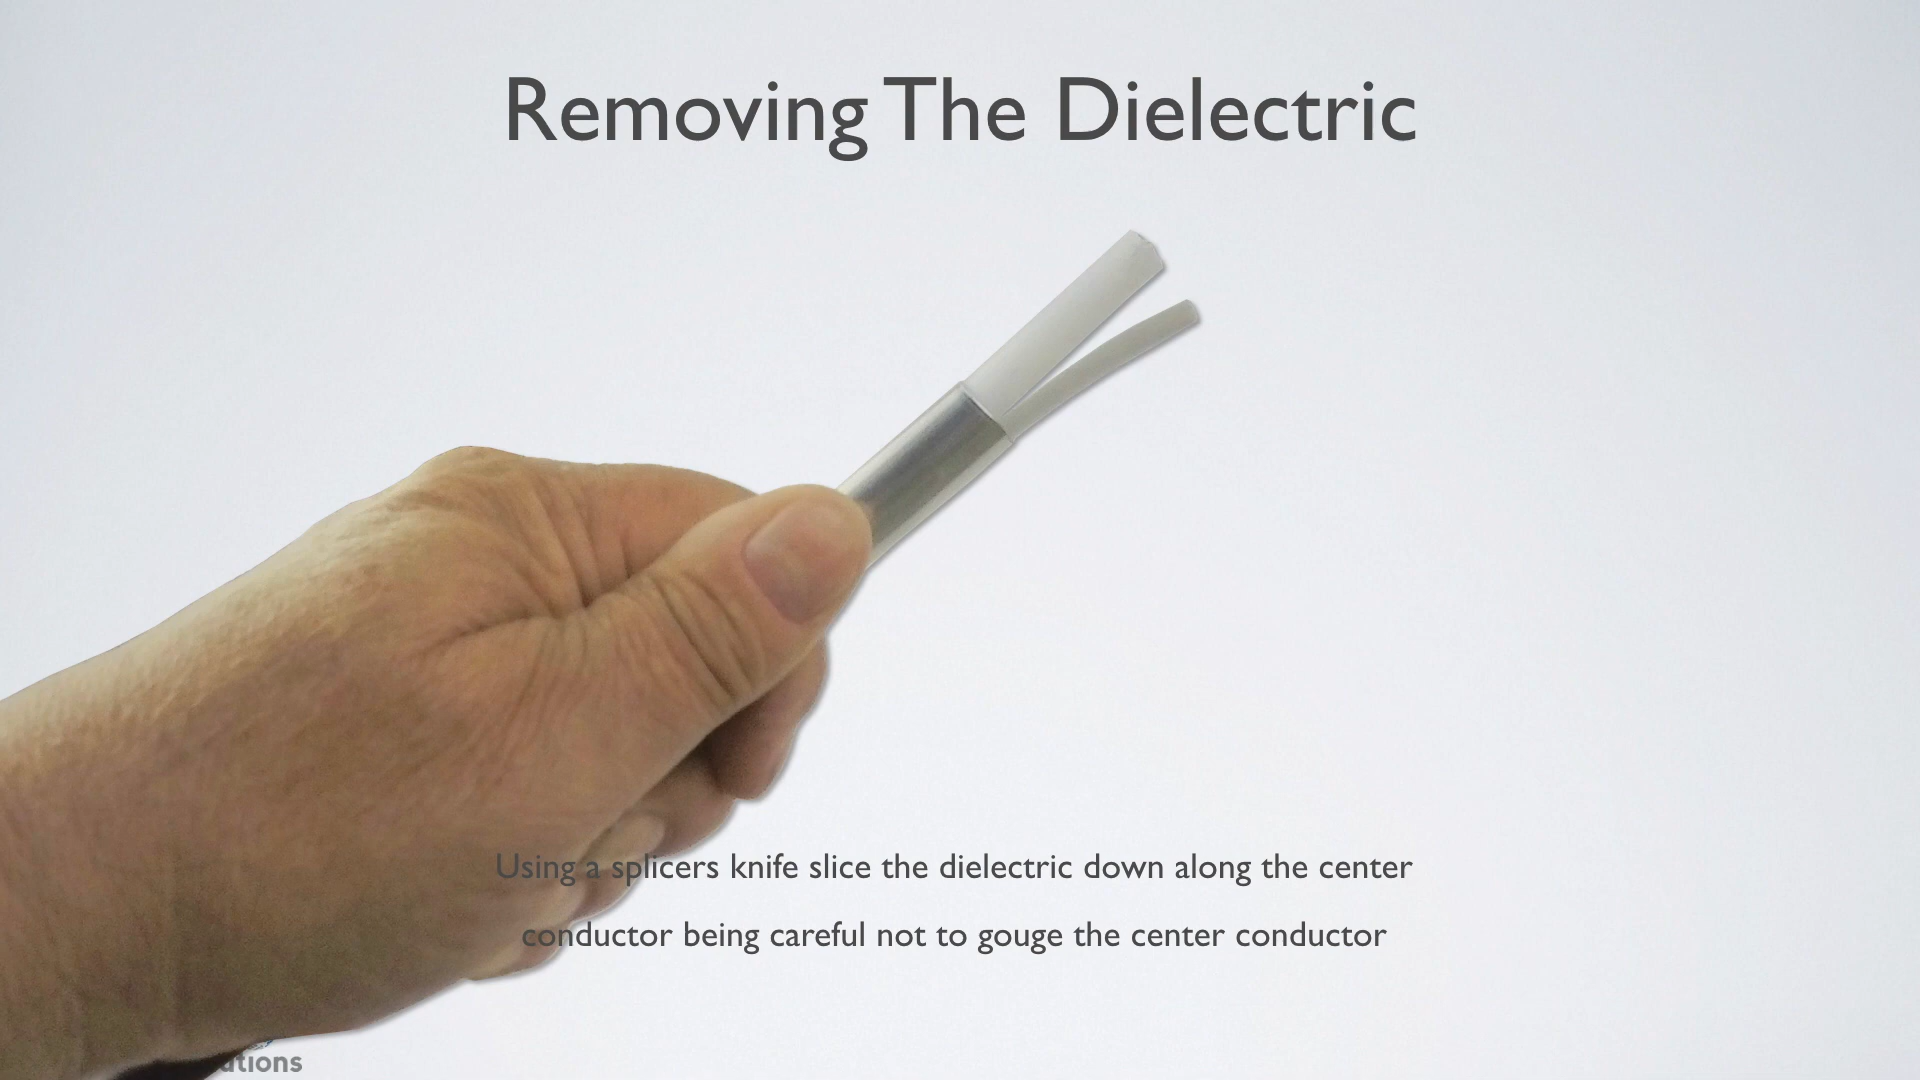 Removing The Dielectric
Using a splicers knife slice the dielectric down along the center
conductor being careful not to gouge the center conductor